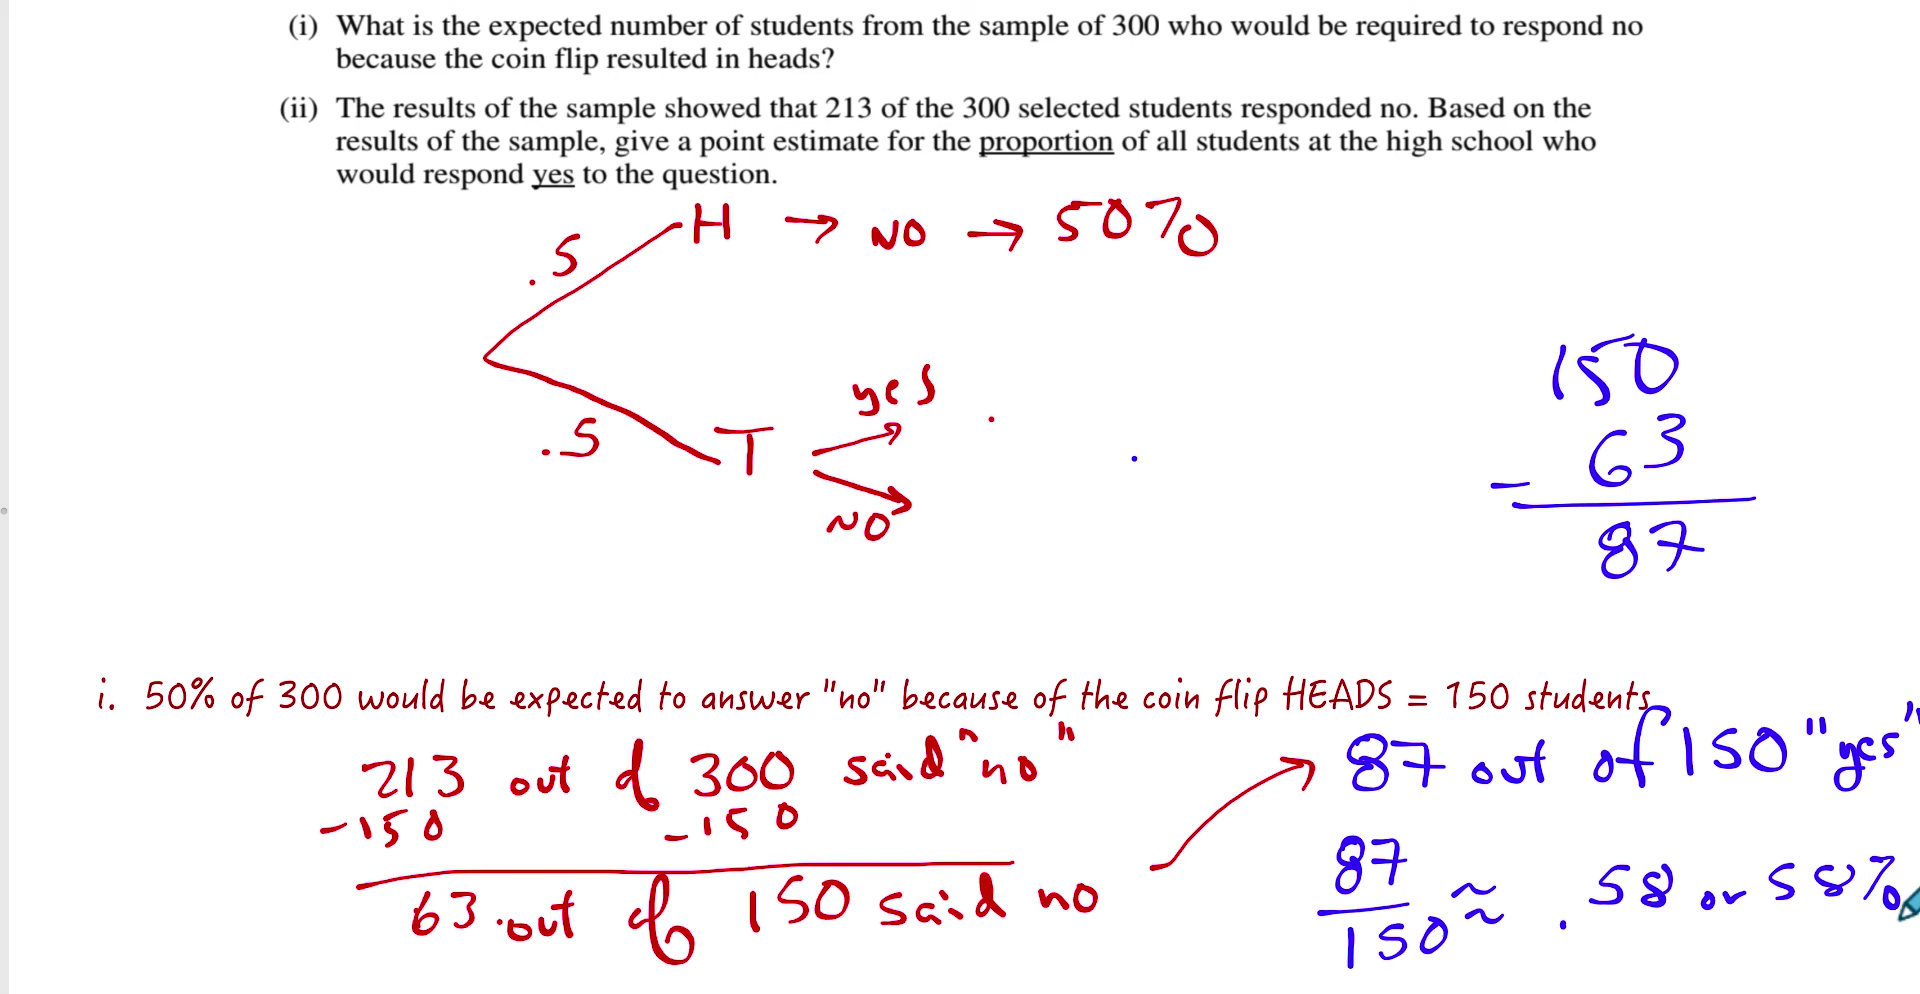 (i) What is the expected number of students from the sample of 300 who would be required to respond no
because the coin flip resulted in heads?
(ii) The results of the sample showed that 213 of the 300 selected students responded no. Based on the
results of the sample, give a point estimate for the proportion of all students at the high school who
would respond yes to the question.
.5 H → NO → 50%
.5 T yes
NO
150
- 63
87
i. 50% of 300 would be expected to answer "no" because of the coin flip HEADS = 150 students
213 out of 300 said "no"
-150 -150
63 out of 150 said no
87 out of 150 "yes"
87
150 ≈ .58 or 58%